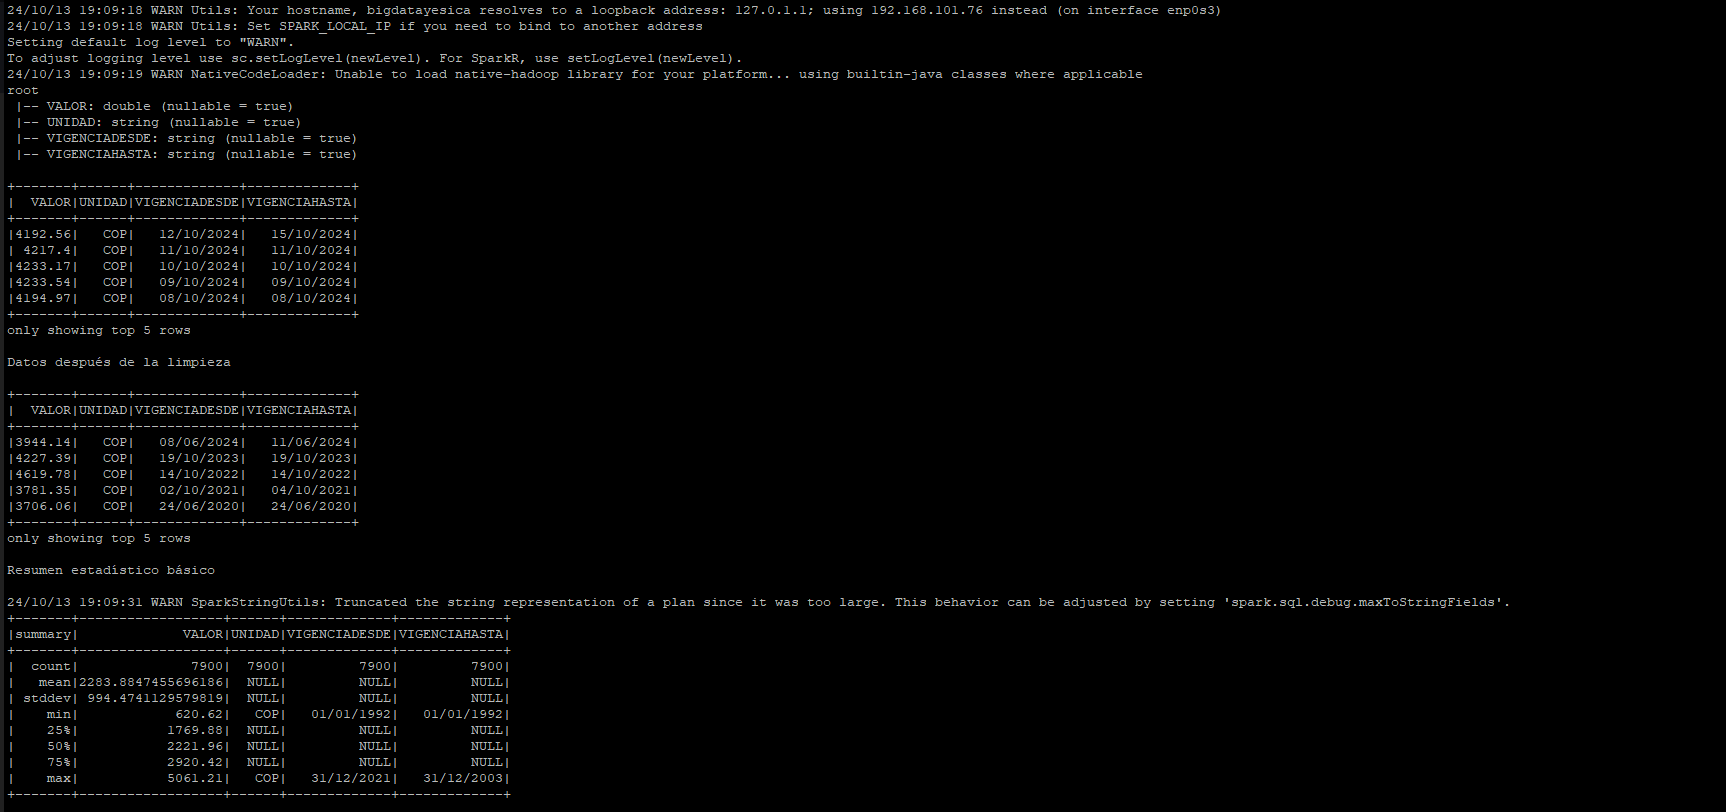 24/10/13 19:09:18 WARN Utils: Your hostname, bigdatayesica resolves to a loopback address: 127.0.1.1; using 192.168.101.76 instead (on interface enp0s3)
24/10/13 19:09:18 WARN Utils: Set SPARK_LOCAL_IP if you need to bind to another address
Setting default log level to "WARN".
To adjust logging level use sc.setLogLevel(newLevel). For SparkR, use setLogLevel(newLevel).
24/10/13 19:09:19 WARN NativeCodeLoader: Unable to load native-hadoop library for your platform... using builtin-java classes where applicable
root
 |-- VALOR: double (nullable = true)
 |-- UNIDAD: string (nullable = true)
 |-- VIGENCIADESDE: string (nullable = true)
 |-- VIGENCIAHASTA: string (nullable = true)

+-------+------+-------------+-------------+
|  VALOR|UNIDAD|VIGENCIADESDE|VIGENCIAHASTA|
+-------+------+-------------+-------------+
|4192.56|   COP|   12/10/2024|   15/10/2024|
| 4217.4|   COP|   11/10/2024|   11/10/2024|
|4233.17|   COP|   10/10/2024|   10/10/2024|
|4233.54|   COP|   09/10/2024|   09/10/2024|
|4194.97|   COP|   08/10/2024|   08/10/2024|
+-------+------+-------------+-------------+
only showing top 5 rows

Datos después de la limpieza

+-------+------+-------------+-------------+
|  VALOR|UNIDAD|VIGENCIADESDE|VIGENCIAHASTA|
+-------+------+-------------+-------------+
|3944.14|   COP|   08/06/2024|   11/06/2024|
|4227.39|   COP|   19/10/2023|   19/10/2023|
|4619.78|   COP|   14/10/2022|   14/10/2022|
|3781.35|   COP|   02/10/2021|   04/10/2021|
|3706.06|   COP|   24/06/2020|   24/06/2020|
+-------+------+-------------+-------------+
only showing top 5 rows

Resumen estadístico básico

24/10/13 19:09:31 WARN SparkStringUtils: Truncated the string representation of a plan since it was too large. This behavior can be adjusted by setting 'spark.sql.debug.maxToStringFields'.
+-------+------------------+------+-------------+-------------+
|summary|             VALOR|UNIDAD|VIGENCIADESDE|VIGENCIAHASTA|
+-------+------------------+------+-------------+-------------+
|  count|              7900|  7900|         7900|         7900|
|   mean|2283.8847455696186|  NULL|         NULL|         NULL|
| stddev| 994.4741129579819|  NULL|         NULL|         NULL|
|    min|            620.62|   COP|   01/01/1992|   01/01/1992|
|    25%|           1769.88|  NULL|         NULL|         NULL|
|    50%|           2221.96|  NULL|         NULL|         NULL|
|    75%|           2920.42|  NULL|         NULL|         NULL|
|    max|           5061.21|   COP|   31/12/2021|   31/12/2003|
+-------+------------------+------+-------------+-------------+